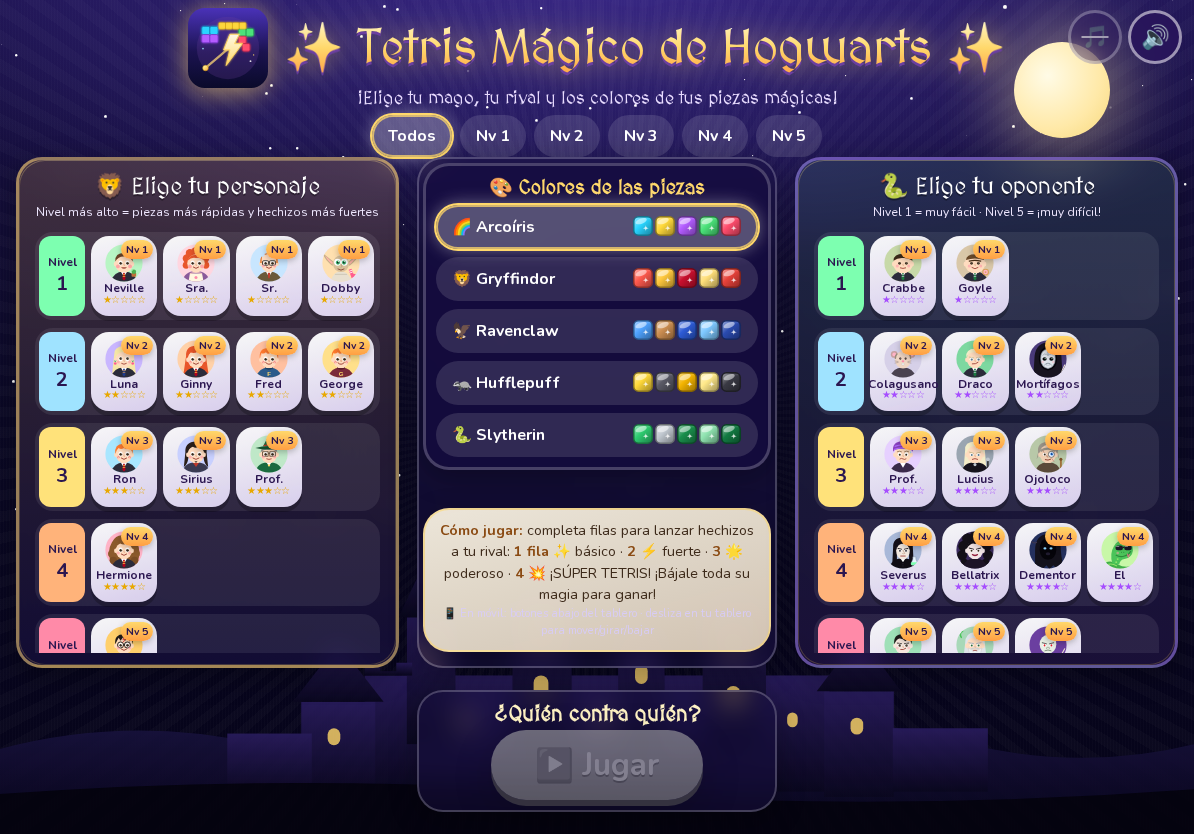 ✨ Tetris Mágico de Hogwarts ✨
¡Elige tu mago, tu rival y los colores de tus piezas mágicas!
Todos Nv 1 Nv 2 Nv 3 Nv 4 Nv 5
🦁 Elige tu personaje
Nivel más alto = piezas más rápidas y hechizos más fuertes
Nivel 1
Nv 1 Neville ★☆☆☆☆
Nv 1 Sra. ★☆☆☆☆
Nv 1 Sr. ★☆☆☆☆
Nv 1 Dobby ★☆☆☆☆
Nivel 2
Nv 2 Luna ★★☆☆☆
Nv 2 Ginny ★★☆☆☆
Nv 2 Fred ★★☆☆☆
Nv 2 George ★★☆☆☆
Nivel 3
Nv 3 Ron ★★★☆☆
Nv 3 Sirius ★★★☆☆
Nv 3 Prof. ★★★☆☆
Nivel 4
Nv 4 Hermione ★★★★☆
Nivel
Nv 5
🎨 Colores de las piezas
🌈 Arcoíris
🦁 Gryffindor
🦅 Ravenclaw
🦡 Hufflepuff
🐍 Slytherin
Cómo jugar: completa filas para lanzar hechizos
a tu rival: 1 fila ✨ básico · 2 ⚡ fuerte · 3 🌟
poderoso · 4 💥 ¡SÚPER TETRIS! ¡Bájale toda su
magia para ganar!
¿Quién contra quién?
▶️ Jugar
🐍 Elige tu oponente
Nivel 1 = muy fácil · Nivel 5 = ¡muy difícil!
Nivel 1
Nv 1 Crabbe ★☆☆☆☆
Nv 1 Goyle ★☆☆☆☆
Nivel 2
Nv 2 Colagusano ★★☆☆☆
Nv 2 Draco ★★☆☆☆
Nv 2 Mortífagos ★★☆☆☆
Nivel 3
Nv 3 Prof. ★★★☆☆
Nv 3 Lucius ★★★☆☆
Nv 3 Ojoloco ★★★☆☆
Nivel 4
Nv 4 Severus ★★★★☆
Nv 4 Bellatrix ★★★★☆
Nv 4 Dementor ★★★★☆
Nv 4 El ★★★★☆
Nivel
Nv 5
Nv 5
Nv 5